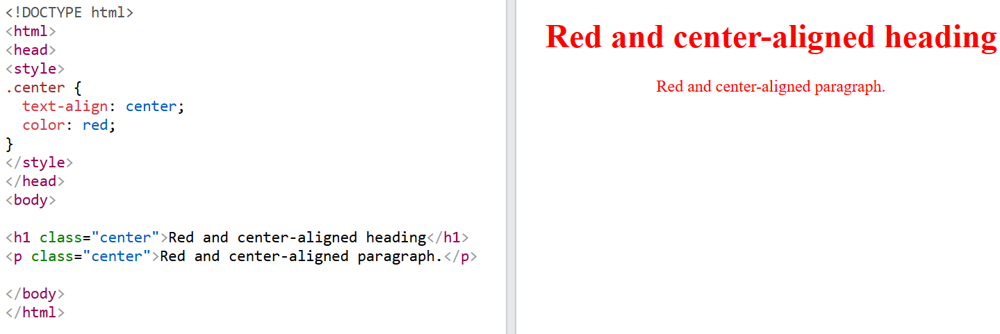 <!DOCTYPE html>
<html>
<head>
<style>
.center {
  text-align: center;
  color: red;
}
</style>
</head>
<body>

<h1 class="center">Red and center-aligned heading</h1>
<p class="center">Red and center-aligned paragraph.</p>

</body>
</html>
Red and center-aligned heading
Red and center-aligned paragraph.